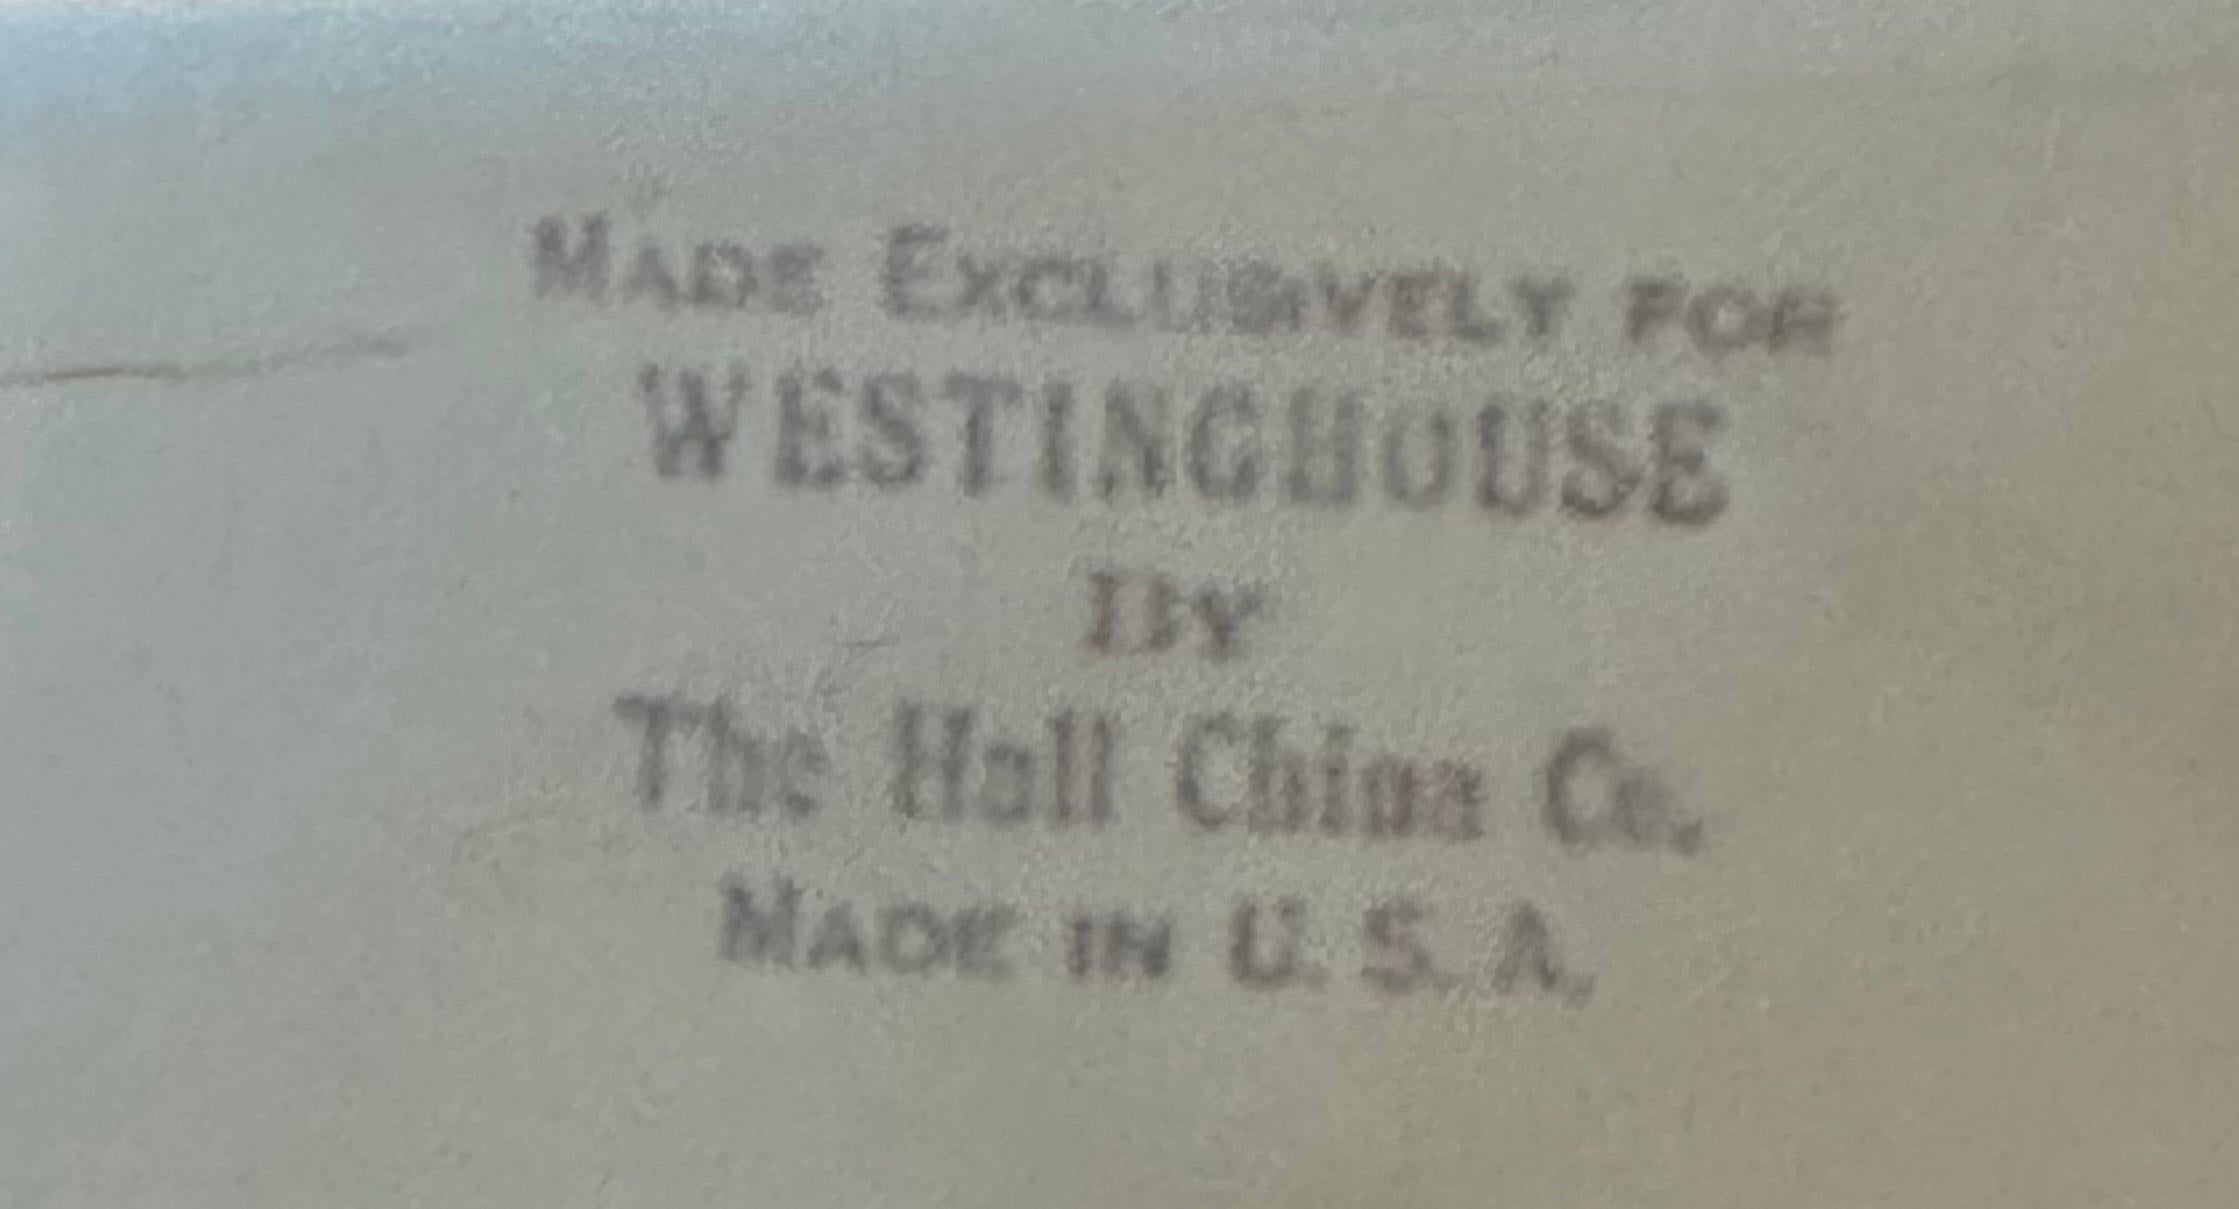 MADE EXCLUSIVELY FOR
WESTINGHOUSE
BY
The Hall China Co.
MADE IN U.S.A.